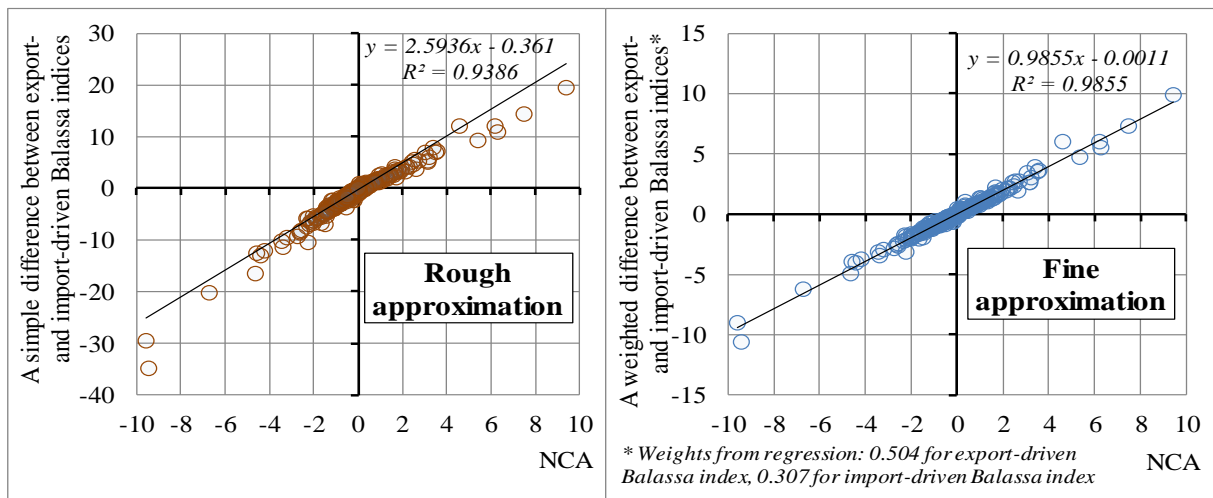 A simple difference between export-
and import-driven Balassa indices
30
20
10
0
-10
-20
-30
-40
y = 2.5936x - 0.361
R² = 0.9386
Rough
approximation
-10 -8 -6 -4 -2 0 2 4 6 8 10
NCA
A weighted difference between export-
and import-driven Balassa indices*
15
10
5
0
-5
-10
-15
y = 0.9855x - 0.0011
R² = 0.9855
Fine
approximation
-10 -8 -6 -4 -2 0 2 4 6 8 10
* Weights from regression: 0.504 for export-driven
Balassa index, 0.307 for import-driven Balassa index
NCA